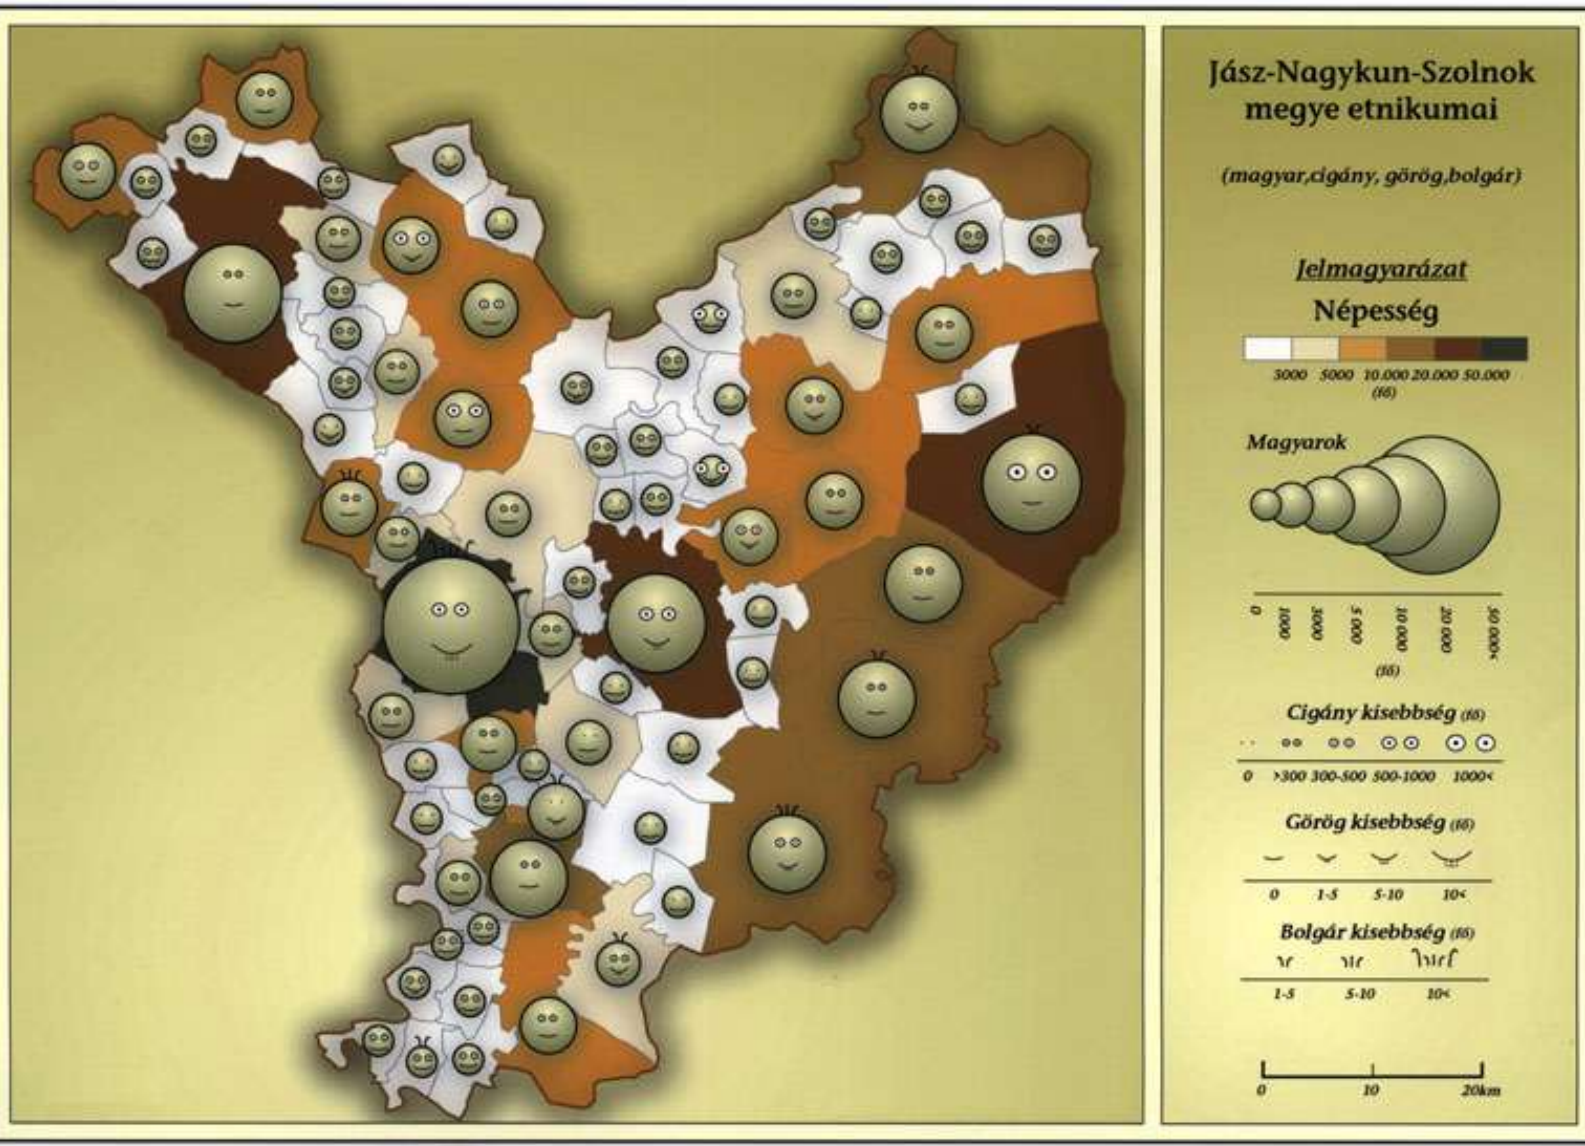 Jász-Nagykun-Szolnok
megye etnikumai
(magyar,cigány, görög,bolgár)
Jelmagyarázat
Népesség
3000 5000 10.000 20.000 50.000
(fő)
Magyarok
0 1000 3000 5 000 10 000 20 000 50 000<
(fő)
Cigány kisebbség (fő)
0 >300 300-500 500-1000 1000<
Görög kisebbség (fő)
0 1-5 5-10 10<
Bolgár kisebbség (fő)
1-5 5-10 10<
0 10 20km